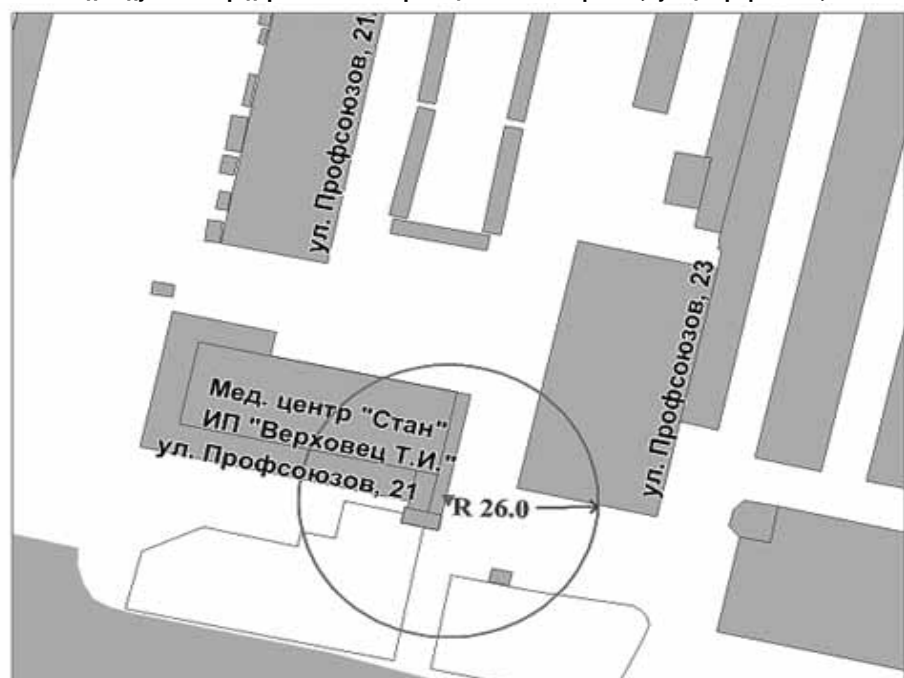 ул. Профсоюзов, 21
ул. Профсоюзов, 23
Мед. центр "Стан"
ИП "Верховец Т.И."
ул. Профсоюзов, 21
R 26.0